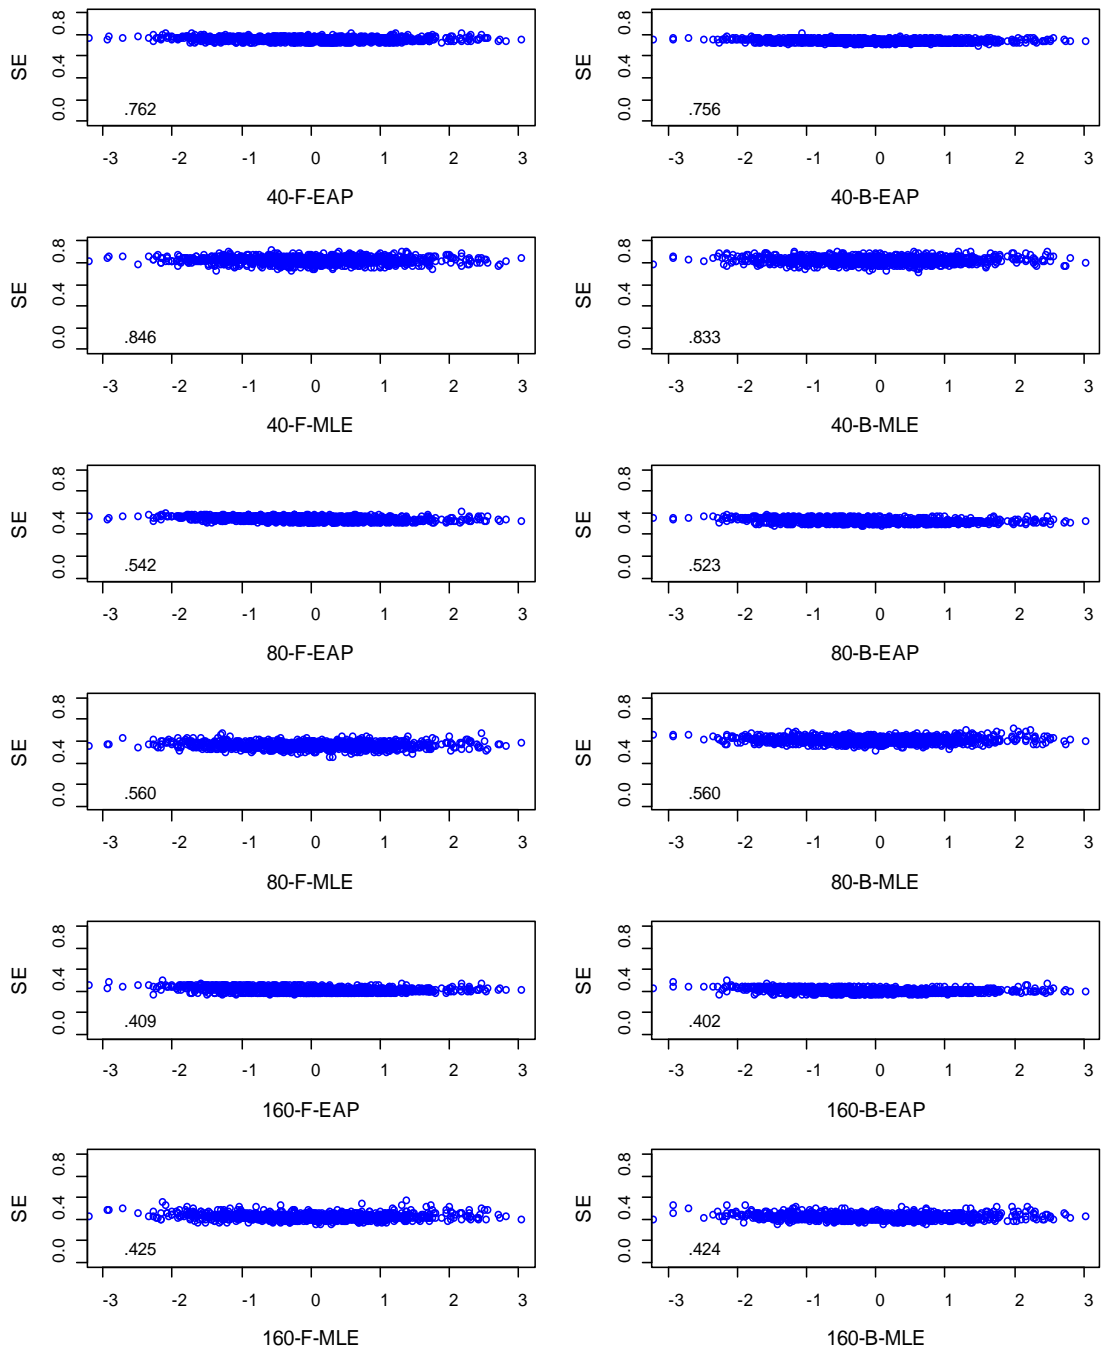 SE
0.0 0.4 0.8
.762
-3 -2 -1 0 1 2 3
40-F-EAP
SE
0.0 0.4 0.8
.756
-3 -2 -1 0 1 2 3
40-B-EAP
SE
0.0 0.4 0.8
.846
-3 -2 -1 0 1 2 3
40-F-MLE
SE
0.0 0.4 0.8
.833
-3 -2 -1 0 1 2 3
40-B-MLE
SE
0.0 0.4 0.8
.542
-3 -2 -1 0 1 2 3
80-F-EAP
SE
0.0 0.4 0.8
.523
-3 -2 -1 0 1 2 3
80-B-EAP
SE
0.0 0.4 0.8
.560
-3 -2 -1 0 1 2 3
80-F-MLE
SE
0.0 0.4 0.8
.560
-3 -2 -1 0 1 2 3
80-B-MLE
SE
0.0 0.4 0.8
.409
-3 -2 -1 0 1 2 3
160-F-EAP
SE
0.0 0.4 0.8
.402
-3 -2 -1 0 1 2 3
160-B-EAP
SE
0.0 0.4 0.8
.425
-3 -2 -1 0 1 2 3
160-F-MLE
SE
0.0 0.4 0.8
.424
-3 -2 -1 0 1 2 3
160-B-MLE